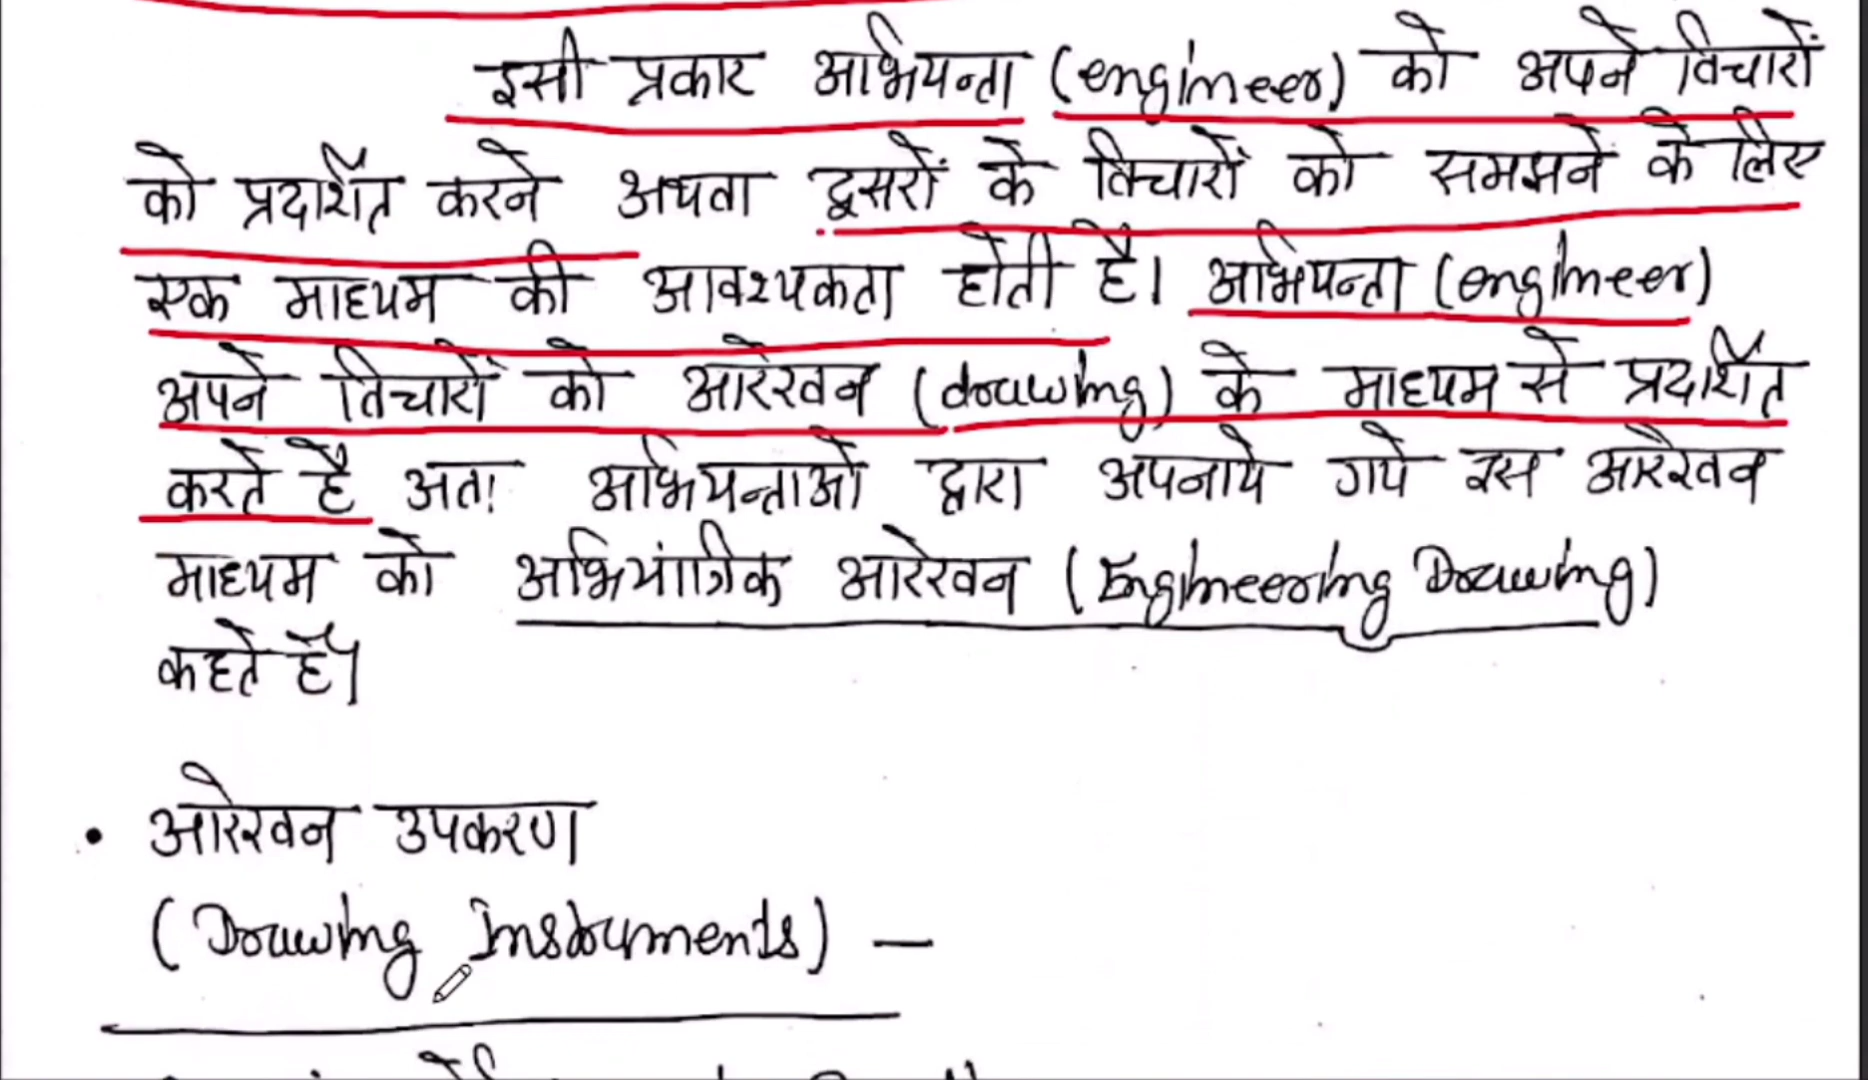 इसी प्रकार अभियन्ता (engineer) को अपने विचारों
को प्रदर्शित करने अथवा दूसरों के विचारों को समझने के लिए
एक माध्यम की आवश्यकता होती है। अभियन्ता (engineer)
अपने विचारों को आरेखन (drawing) के माध्यम से प्रदर्शित
करते है अतः अभियन्ताओ द्वारा अपनाये गये इस आरेखन
माध्यम को अभियांत्रिक आरेखन (Engineering Drawing)
कहते हैं।
• आरेखन उपकरण
(Drawing Instruments) —